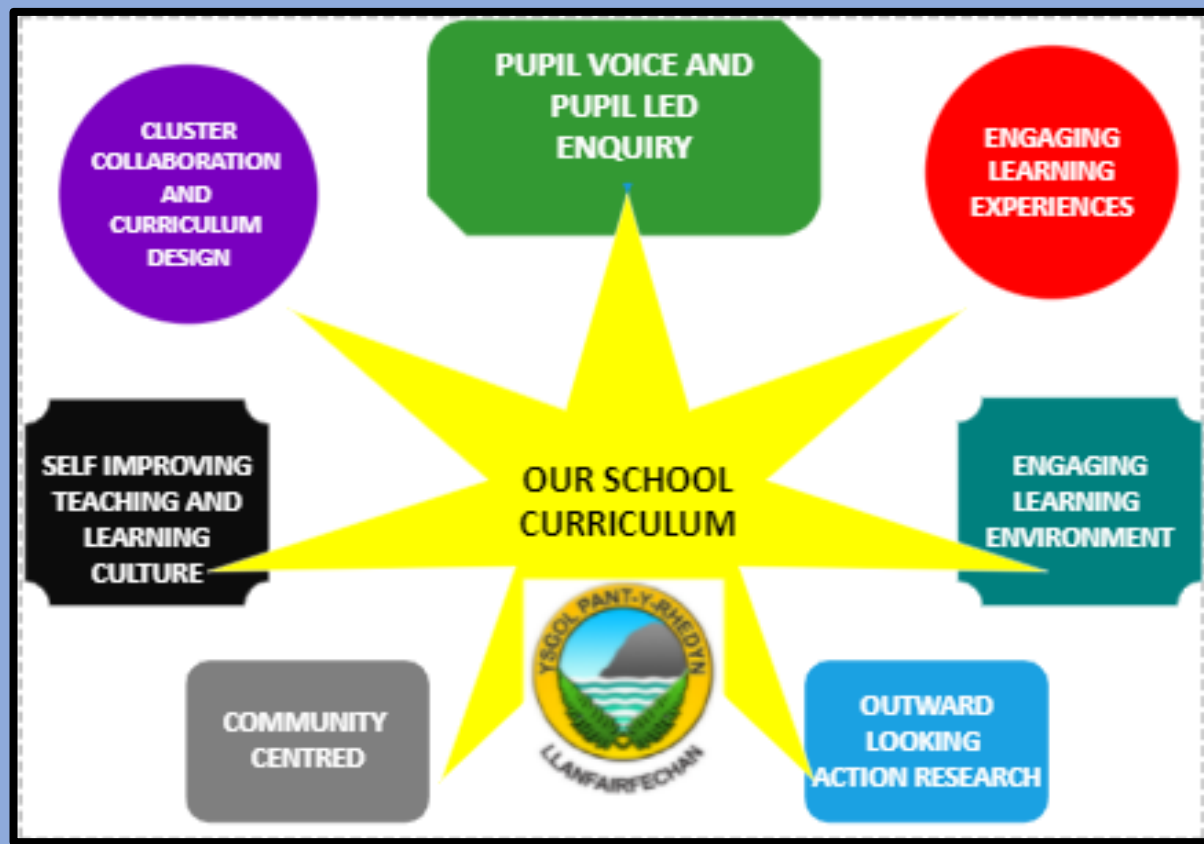 PUPIL VOICE AND
PUPIL LED
ENQUIRY
CLUSTER
COLLABORATION
AND
CURRICULUM
DESIGN
ENGAGING
LEARNING
EXPERIENCES
SELF IMPROVING
TEACHING AND
LEARNING
CULTURE
OUR SCHOOL
CURRICULUM
ENGAGING
LEARNING
ENVIRONMENT
COMMUNITY
CENTRED
YSGOL PANT-Y-RHEDYN
LLANFAIRFECHAN
OUTWARD
LOOKING
ACTION RESEARCH